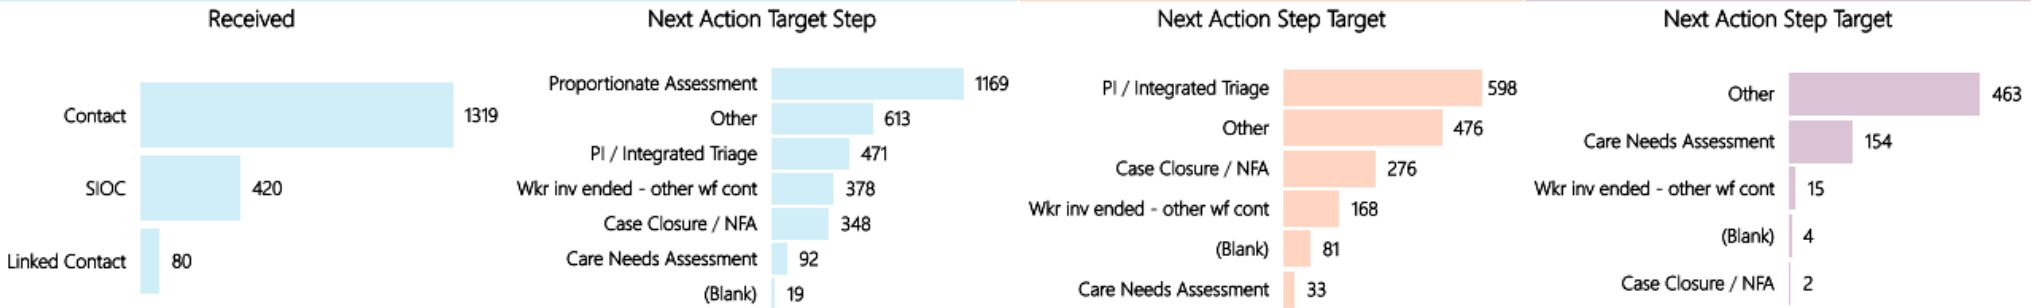 Received
Contact 1319
SIOC 420
Linked Contact 80
Next Action Target Step
Proportionate Assessment 1169
Other 613
PI / Integrated Triage 471
Wkr inv ended - other wf cont 378
Case Closure / NFA 348
Care Needs Assessment 92
(Blank) 19
Next Action Step Target
PI / Integrated Triage 598
Other 476
Case Closure / NFA 276
Wkr inv ended - other wf cont 168
(Blank) 81
Care Needs Assessment 33
Next Action Step Target
Other 463
Care Needs Assessment 154
Wkr inv ended - other wf cont 15
(Blank) 4
Case Closure / NFA 2